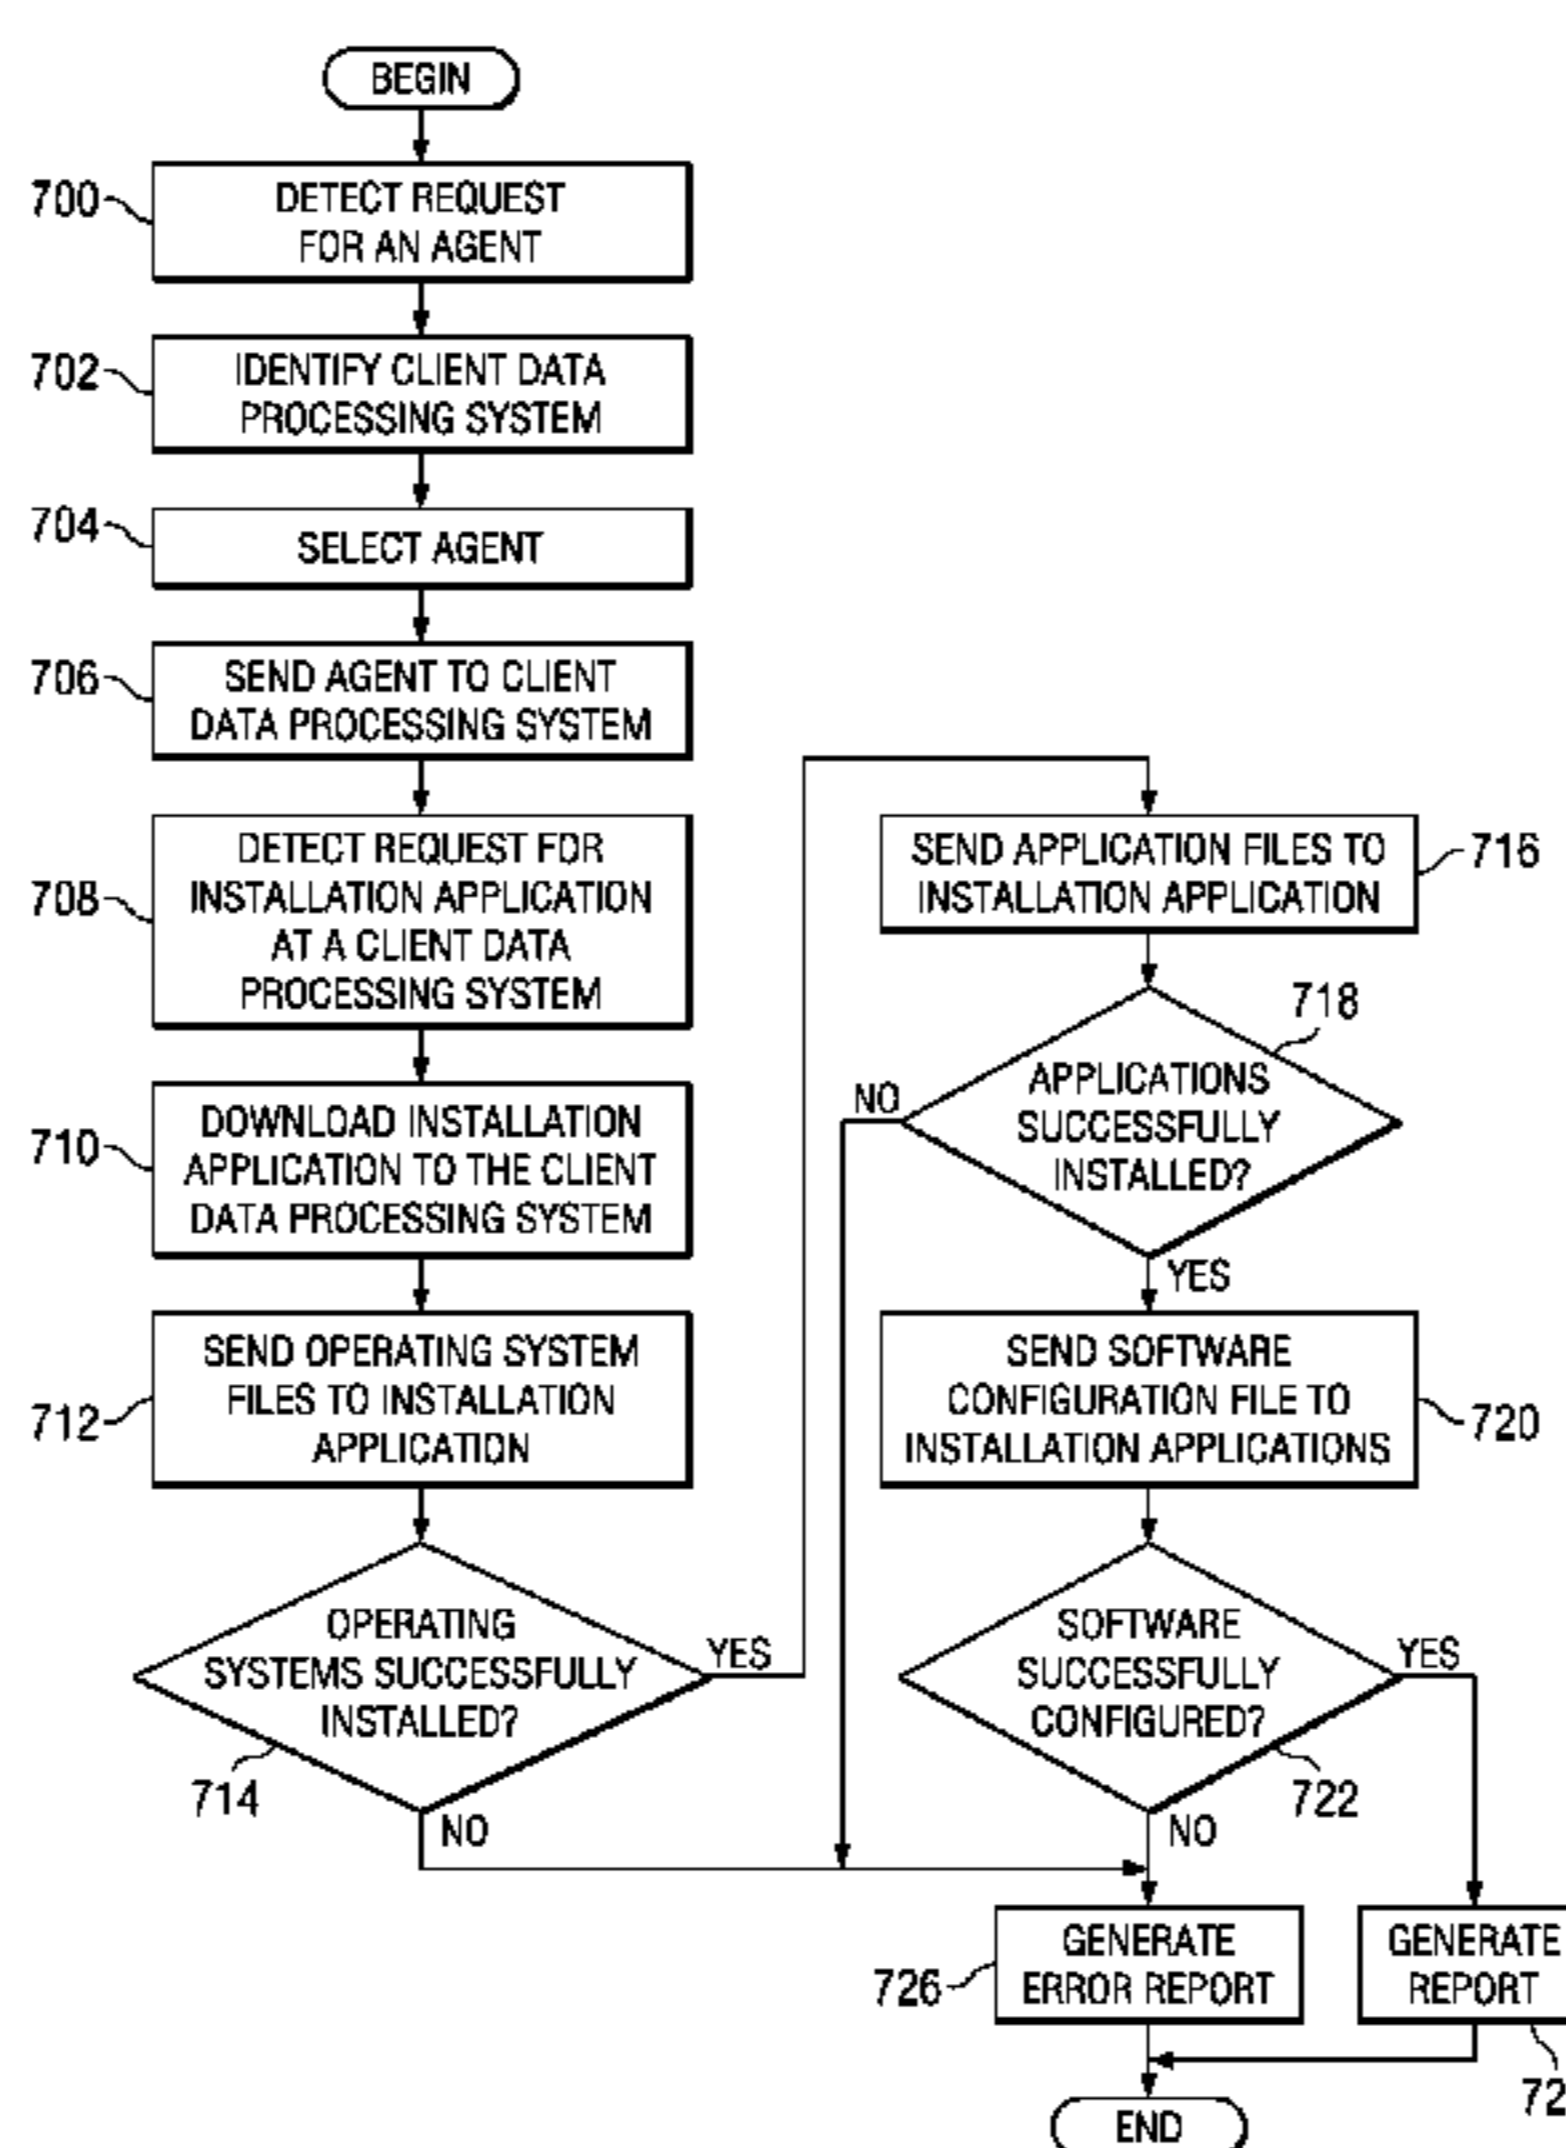 BEGIN
700
DETECT REQUEST
FOR AN AGENT
702
IDENTIFY CLIENT DATA
PROCESSING SYSTEM
704
SELECT AGENT
706
SEND AGENT TO CLIENT
DATA PROCESSING SYSTEM
708
DETECT REQUEST FOR
INSTALLATION APPLICATION
AT A CLIENT DATA
PROCESSING SYSTEM
710
DOWNLOAD INSTALLATION
APPLICATION TO THE CLIENT
DATA PROCESSING SYSTEM
712
SEND OPERATING SYSTEM
FILES TO INSTALLATION
APPLICATION
OPERATING
SYSTEMS SUCCESSFULLY
INSTALLED?
714
YES
NO
SEND APPLICATION FILES TO
INSTALLATION APPLICATION
716
718
APPLICATIONS
SUCCESSFULLY
INSTALLED?
NO
YES
SEND SOFTWARE
CONFIGURATION FILE TO
INSTALLATION APPLICATIONS
720
SOFTWARE
SUCCESSFULLY
CONFIGURED?
722
YES
NO
726
GENERATE
ERROR REPORT
GENERATE
REPORT
END